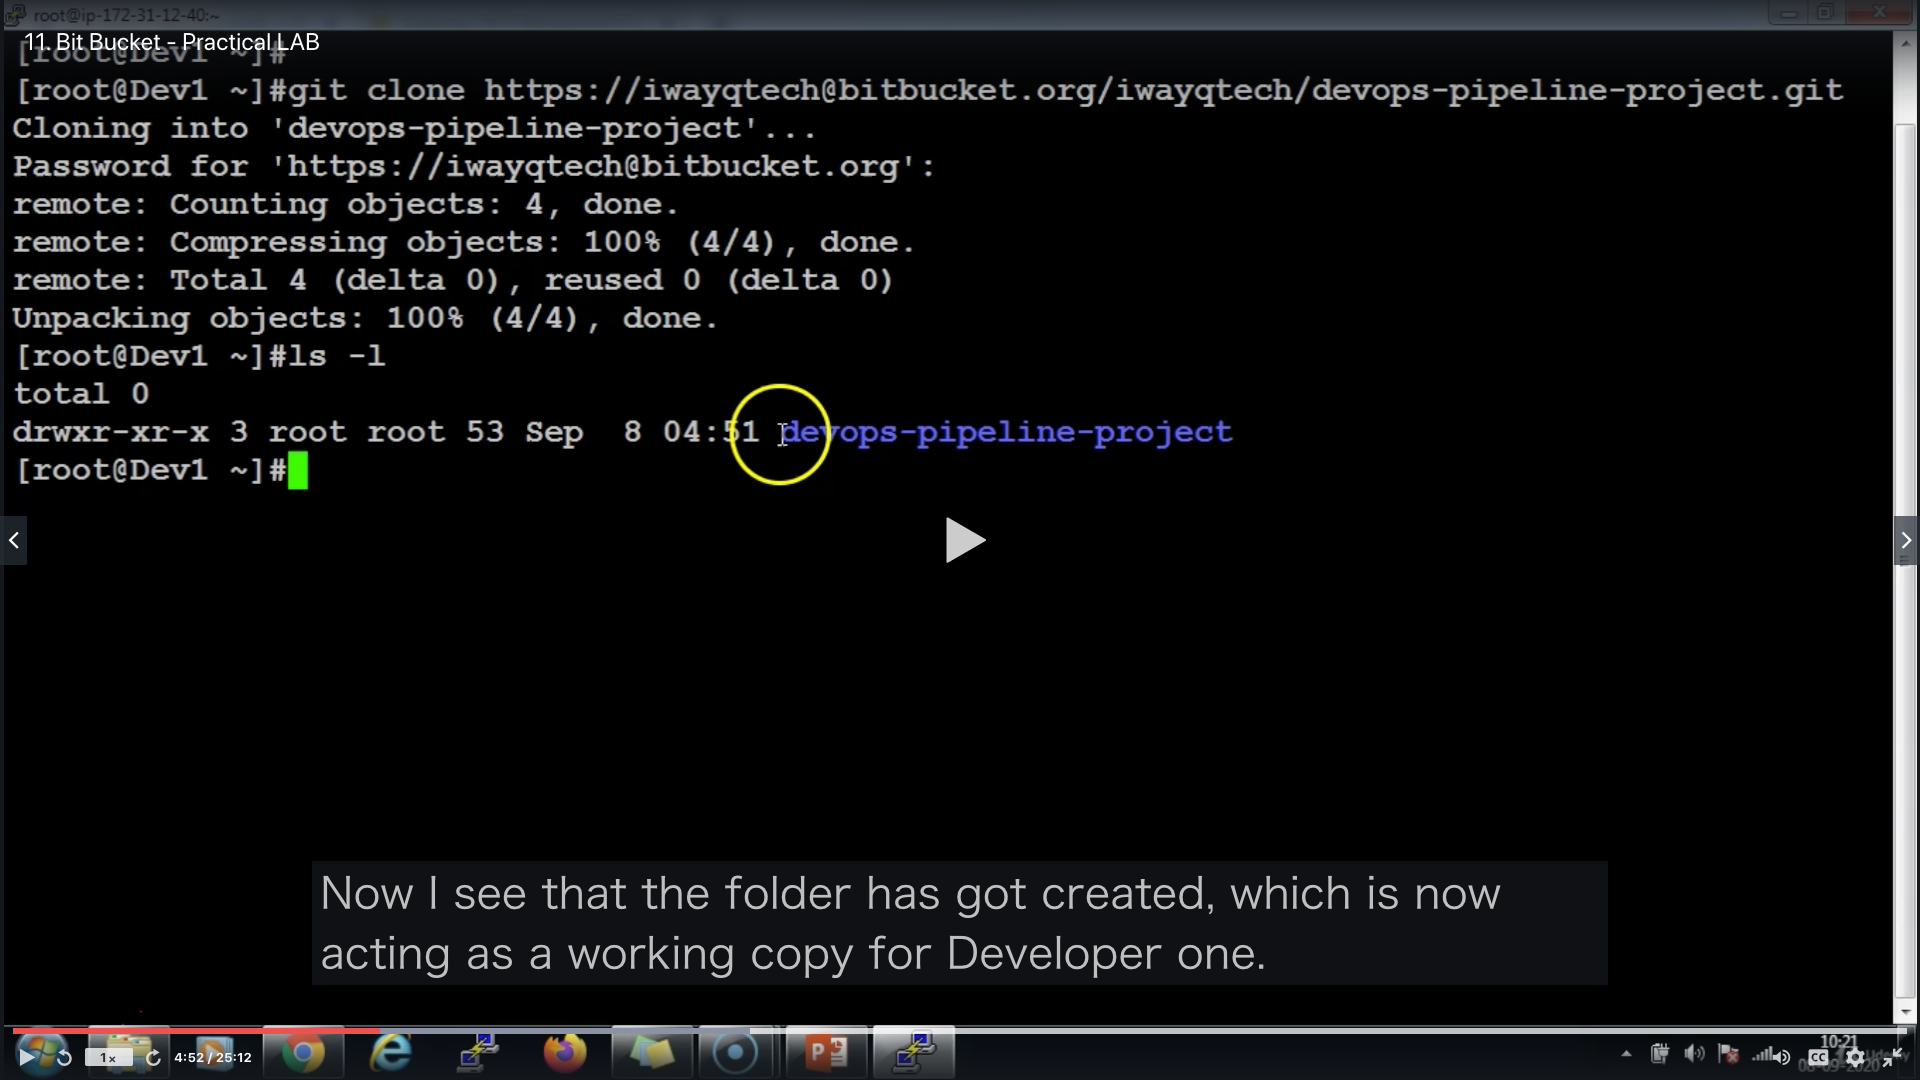 root@ip-172-31-12-40:~
11. Bit Bucket - Practical LAB
[root@Dev1 ~]#
[root@Dev1 ~]#git clone https://iwayqtech@bitbucket.org/iwayqtech/devops-pipeline-project.git
Cloning into 'devops-pipeline-project'...
Password for 'https://iwayqtech@bitbucket.org':
remote: Counting objects: 4, done.
remote: Compressing objects: 100% (4/4), done.
remote: Total 4 (delta 0), reused 0 (delta 0)
Unpacking objects: 100% (4/4), done.
[root@Dev1 ~]#ls -l
total 0
drwxr-xr-x 3 root root 53 Sep  8 04:51 devops-pipeline-project
[root@Dev1 ~]#
Now I see that the folder has got created, which is now
acting as a working copy for Developer one.
1x
4:52 / 25:12
CC
10:21
08-09-2020